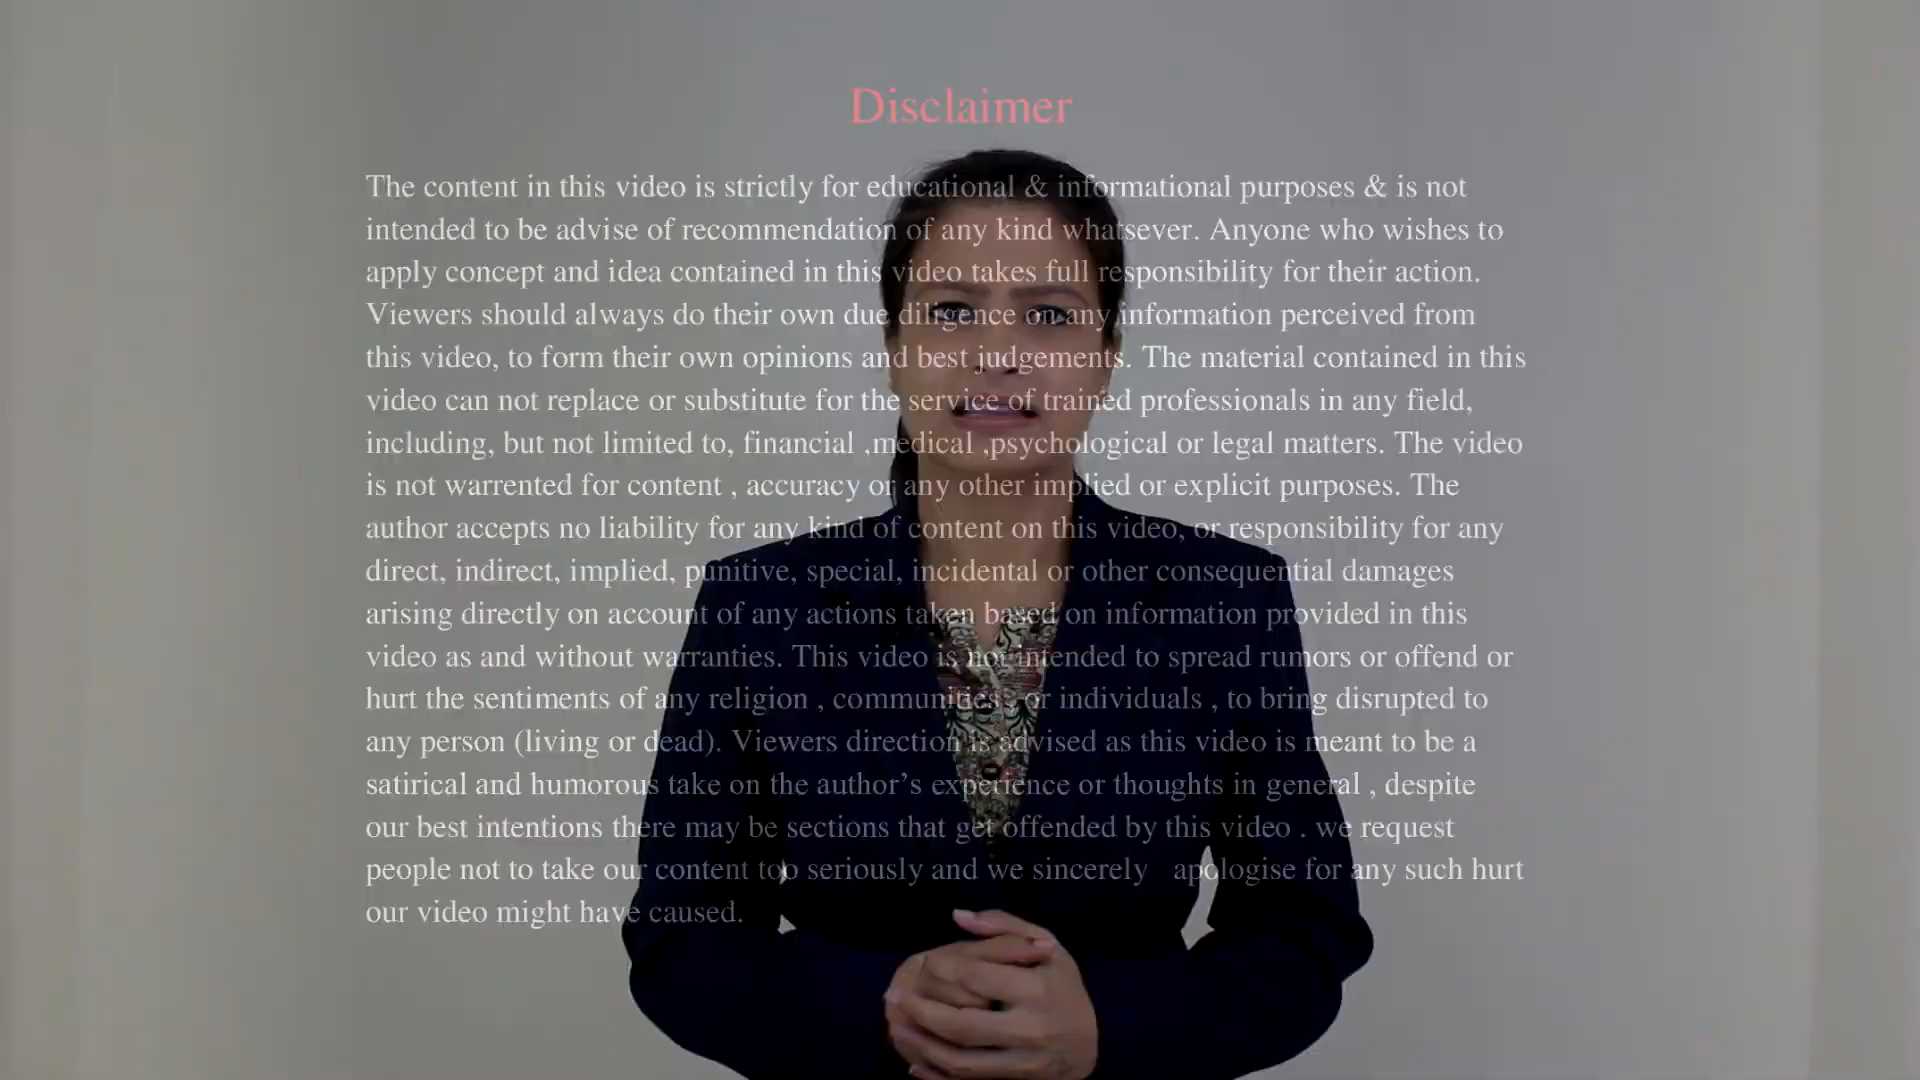 Disclaimer
The content in this video is strictly for educational & informational purposes & is not
intended to be advise of recommendation of any kind whatsever. Anyone who wishes to
apply concept and idea contained in this video takes full responsibility for their action.
Viewers should always do their own due diligence on any information perceived from
this video, to form their own opinions and best judgements. The material contained in this
video can not replace or substitute for the service of trained professionals in any field,
including, but not limited to, financial ,medical ,psychological or legal matters. The video
is not warrented for content , accuracy or any other implied or explicit purposes. The
author accepts no liability for any kind of content on this video, or responsibility for any
direct, indirect, implied, punitive, special, incidental or other consequential damages
arising directly on account of any actions taken based on information provided in this
video as and without warranties. This video is not intended to spread rumors or offend or
hurt the sentiments of any religion , communities , or individuals , to bring disrupted to
any person (living or dead). Viewers direction is advised as this video is meant to be a
satirical and humorous take on the author’s experience or thoughts in general , despite
our best intentions there may be sections that get offended by this video . we request
people not to take our content too seriously and we sincerely apologise for any such hurt
our video might have caused.